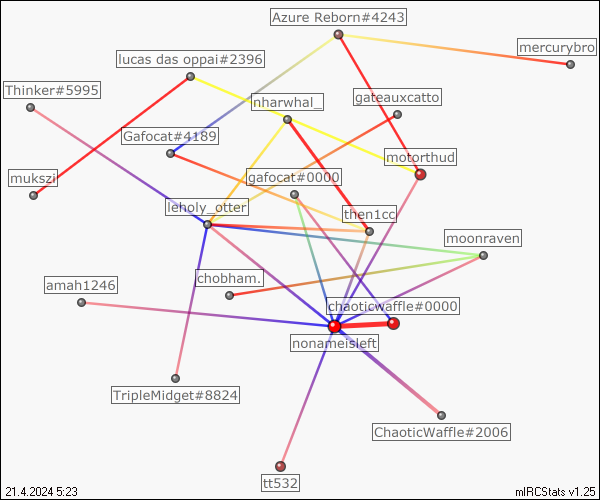 Azure Reborn#4243
mercurybro
lucas das oppai#2396
Thinker#5995
nharwhal_
gateauxcatto
Gafocat#4189
motorthud
mukszi
gafocat#0000
leholy_otter
then1cc
moonraven
amah1246
chobham.
chaoticwaffle#0000
nonameisleft
TripleMidget#8824
ChaoticWaffle#2006
tt532
21.4.2024 5:23
mIRCStats v1.25